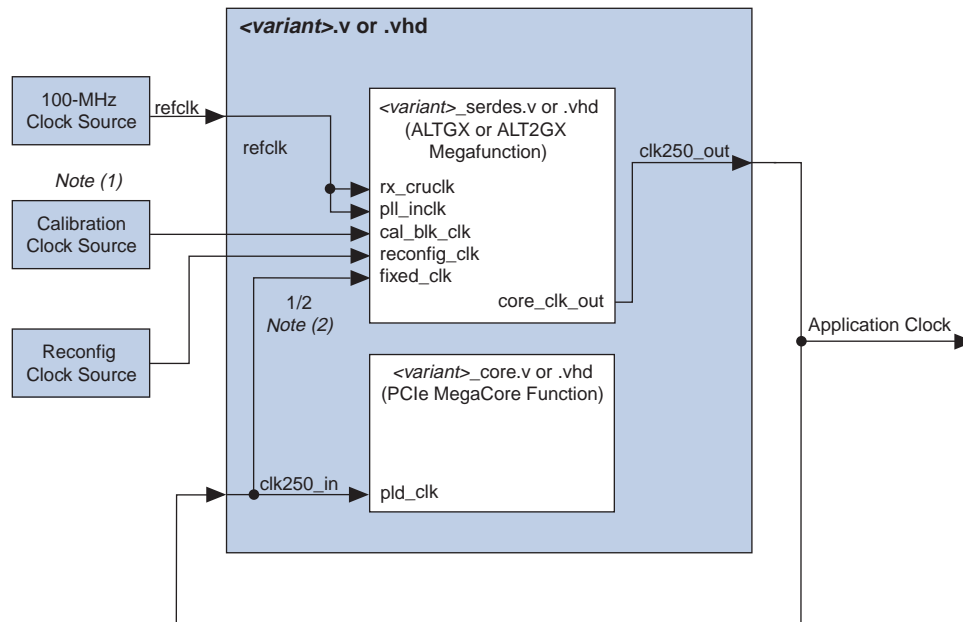 <variant>.v or .vhd
100-MHz
Clock Source
refclk
refclk
Note (1)
Calibration
Clock Source
Reconfig
Clock Source
<variant>_serdes.v or .vhd
(ALTGX or ALT2GX
Megafunction)
rx_cruclk
pll_inclk
cal_blk_clk
reconfig_clk
fixed_clk
1/2
Note (2)
core_clk_out
clk250_out
Application Clock
<variant>_core.v or .vhd
(PCIe MegaCore Function)
clk250_in
pld_clk